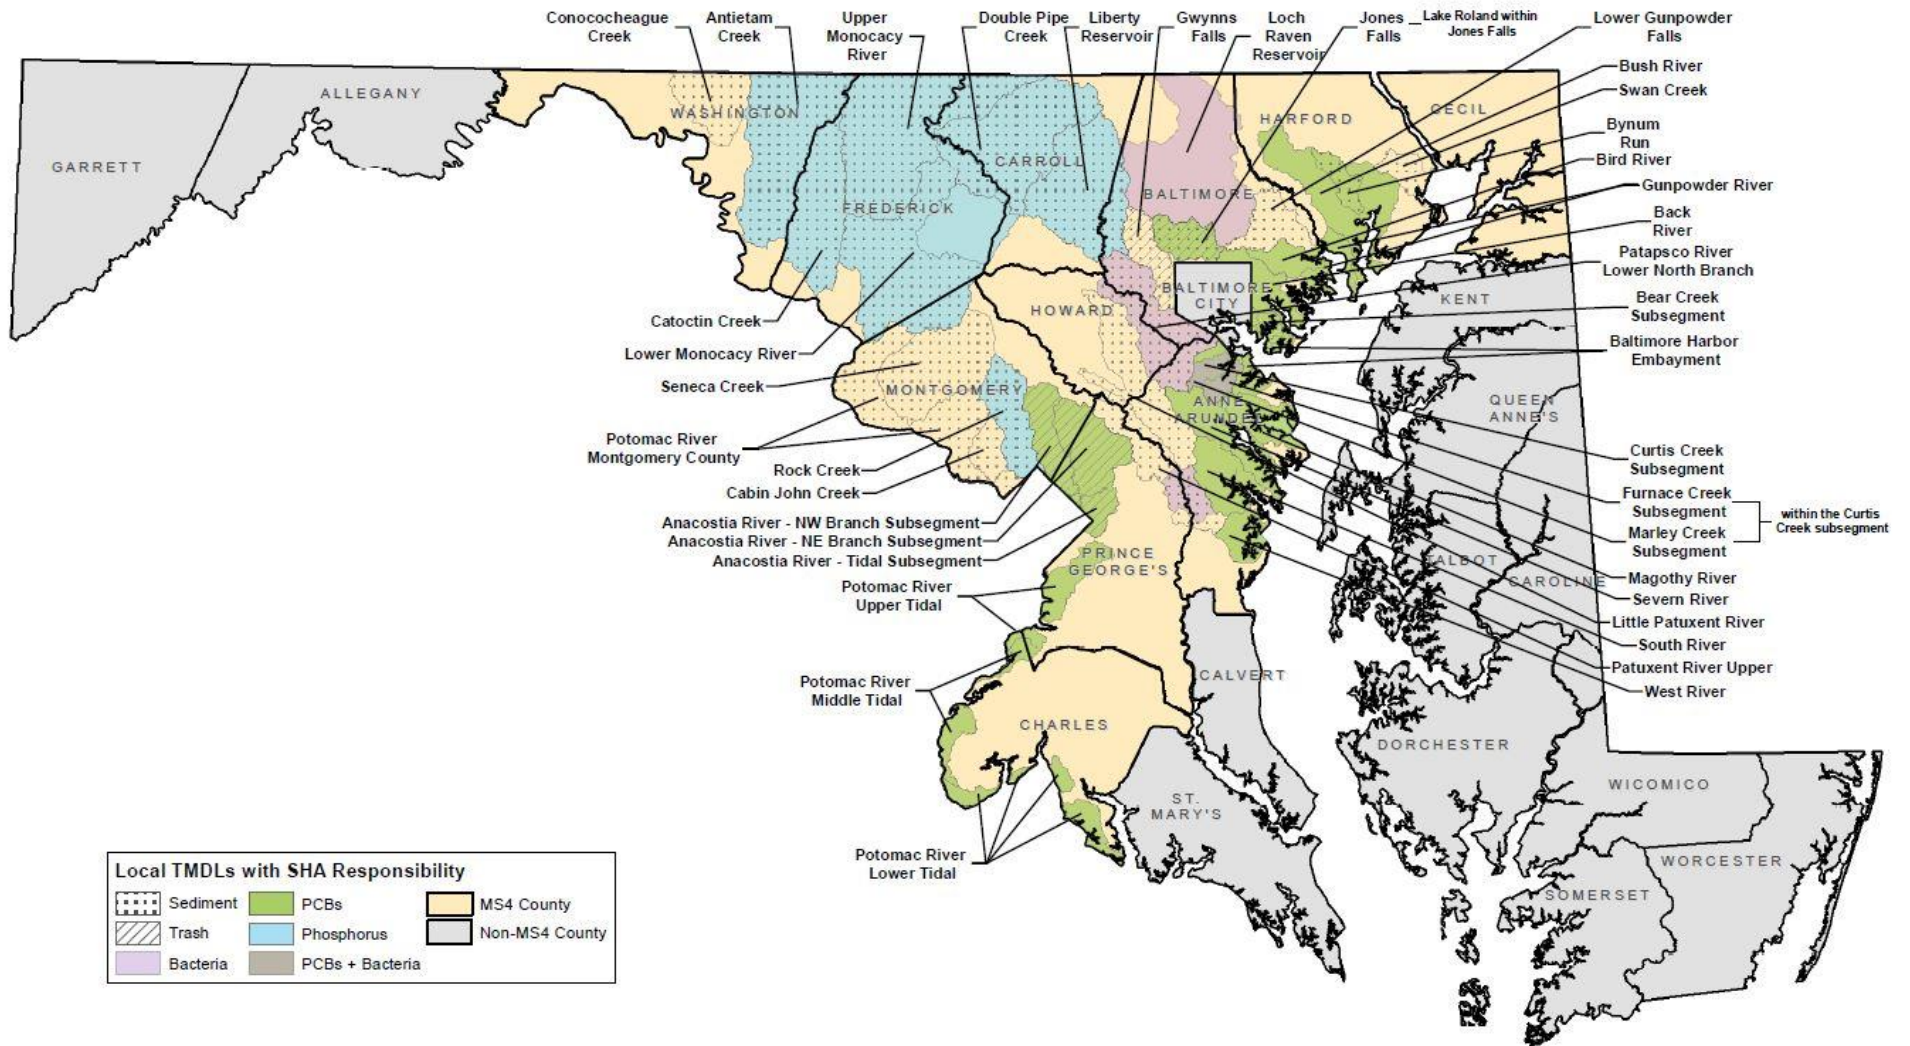 Conococheague
Creek
Antietam
Creek
Upper
Monocacy
River
Double Pipe
Creek
Liberty
Reservoir
Gwynns
Falls
Loch
Raven
Reservoir
Jones
Falls
Lake Roland within
Jones Falls
Lower Gunpowder
Falls
Bush River
Swan Creek
Bynum
Run
Bird River
Gunpowder River
Back
River
Patapsco River
Lower North Branch
Bear Creek
Subsegment
Baltimore Harbor
Embayment
Curtis Creek
Subsegment
Furnace Creek
Subsegment
Marley Creek
Subsegment
within the Curtis
Creek subsegment
Magothy River
Severn River
Little Patuxent River
South River
Patuxent River Upper
West River
GARRETT
ALLEGANY
WASHINGTON
FREDERICK
CARROLL
BALTIMORE
HARFORD
CECIL
BALTIMORE
CITY
HOWARD
MONTGOMERY
ANNE
ARUNDEL
KENT
QUEEN
ANNE'S
TALBOT
CAROLINE
PRINCE
GEORGE'S
CALVERT
CHARLES
ST.
MARY'S
DORCHESTER
WICOMICO
WORCESTER
SOMERSET
Catoctin Creek
Lower Monocacy River
Seneca Creek
Potomac River
Montgomery County
Rock Creek
Cabin John Creek
Anacostia River - NW Branch Subsegment
Anacostia River - NE Branch Subsegment
Anacostia River - Tidal Subsegment
Potomac River
Upper Tidal
Potomac River
Middle Tidal
Potomac River
Lower Tidal
Local TMDLs with SHA Responsibility
Sediment
PCBs
MS4 County
Trash
Phosphorus
Non-MS4 County
Bacteria
PCBs + Bacteria